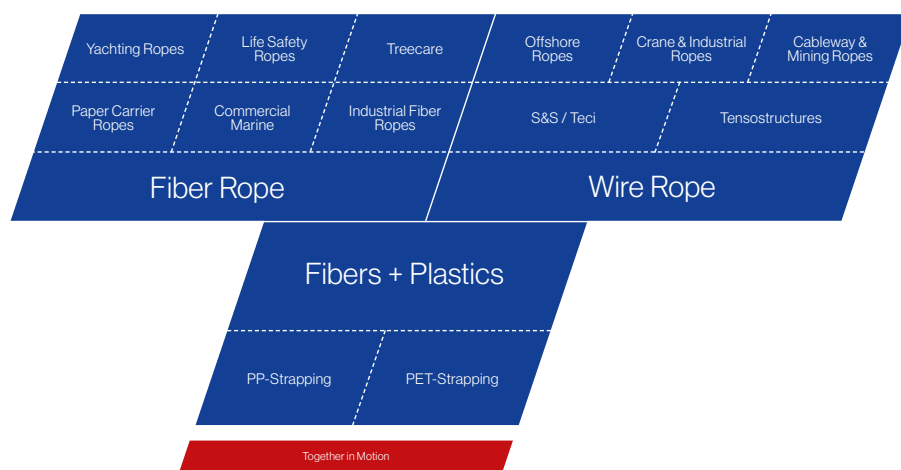 Yachting Ropes
Life Safety
Ropes
Treecare
Offshore
Ropes
Crane & Industrial
Ropes
Cableway &
Mining Ropes
Paper Carrier
Ropes
Commercial
Marine
Industrial Fiber
Ropes
S&S / Teci
Tensostructures
Fiber Rope
Wire Rope
Fibers + Plastics
PP-Strapping
PET-Strapping
Together in Motion